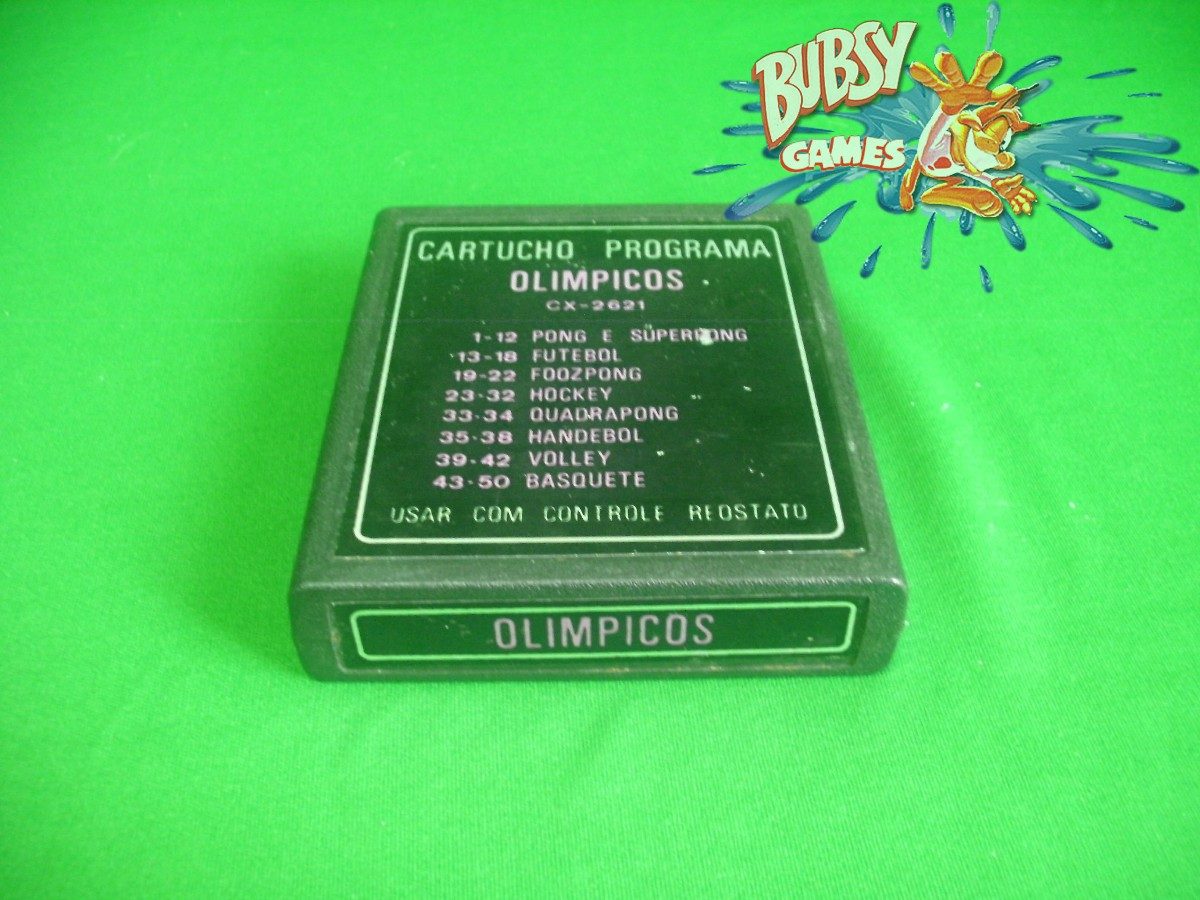 BUBSY
GAMES
CARTUCHO PROGRAMA
OLIMPICOS
CX-2621
1-12 PONG E SÜPERPONG
13-18 FUTEBOL
19-22 FOOZPONG
23-32 HOCKEY
33-34 QUADRAPONG
35-38 HANDEBOL
39-42 VOLLEY
43-50 BASQUETE
USAR COM CONTROLE REOSTATO
OLIMPICOS